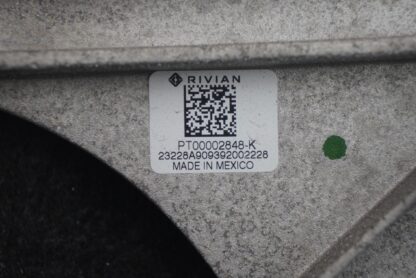 RIVIAN
PT00002848-K
23228A909392002228
MADE IN MEXICO